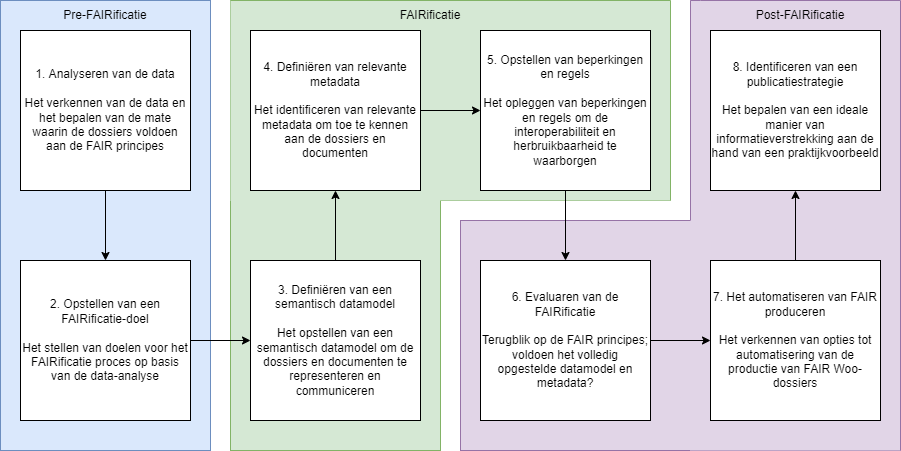 Pre-FAIRificatie
1. Analyseren van de data
Het verkennen van de data en
het bepalen van de mate
waarin de dossiers voldoen
aan de FAIR principes
2. Opstellen van een
FAIRificatie-doel
Het stellen van doelen voor het
FAIRificatie proces op basis
van de data-analyse
FAIRificatie
3. Definiëren van een
semantisch datamodel
Het opstellen van een
semantisch datamodel om de
dossiers en documenten te
representeren en
communiceren
4. Definiëren van relevante
metadata
Het identificeren van relevante
metadata om toe te kennen
aan de dossiers en
documenten
5. Opstellen van beperkingen
en regels
Het opleggen van beperkingen
en regels om de
interoperabiliteit en
herbruikbaarheid te
waarborgen
Post-FAIRificatie
6. Evaluaren van de
FAIRificatie
Terugblik op de FAIR principes;
voldoen het volledig
opgestelde datamodel en
metadata?
7. Het automatiseren van FAIR
produceren
Het verkennen van opties tot
automatisering van de
productie van FAIR Woo-
dossiers
8. Identificeren van een
publicatiestrategie
Het bepalen van een ideale
manier van
informatieverstrekking aan de
hand van een praktijkvoorbeeld